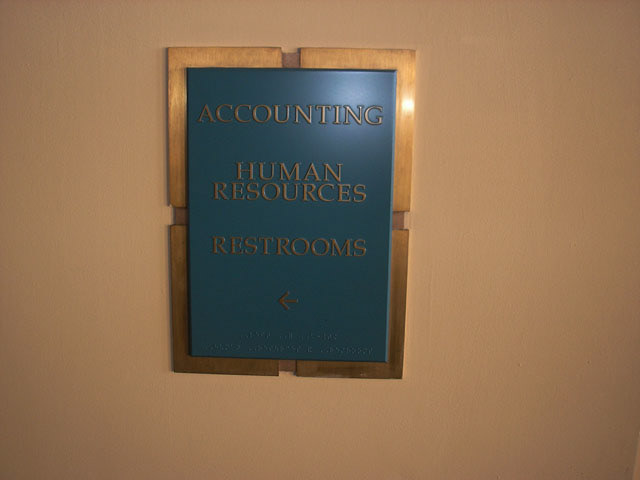 ACCOUNTING
HUMAN
RESOURCES
RESTROOMS
←